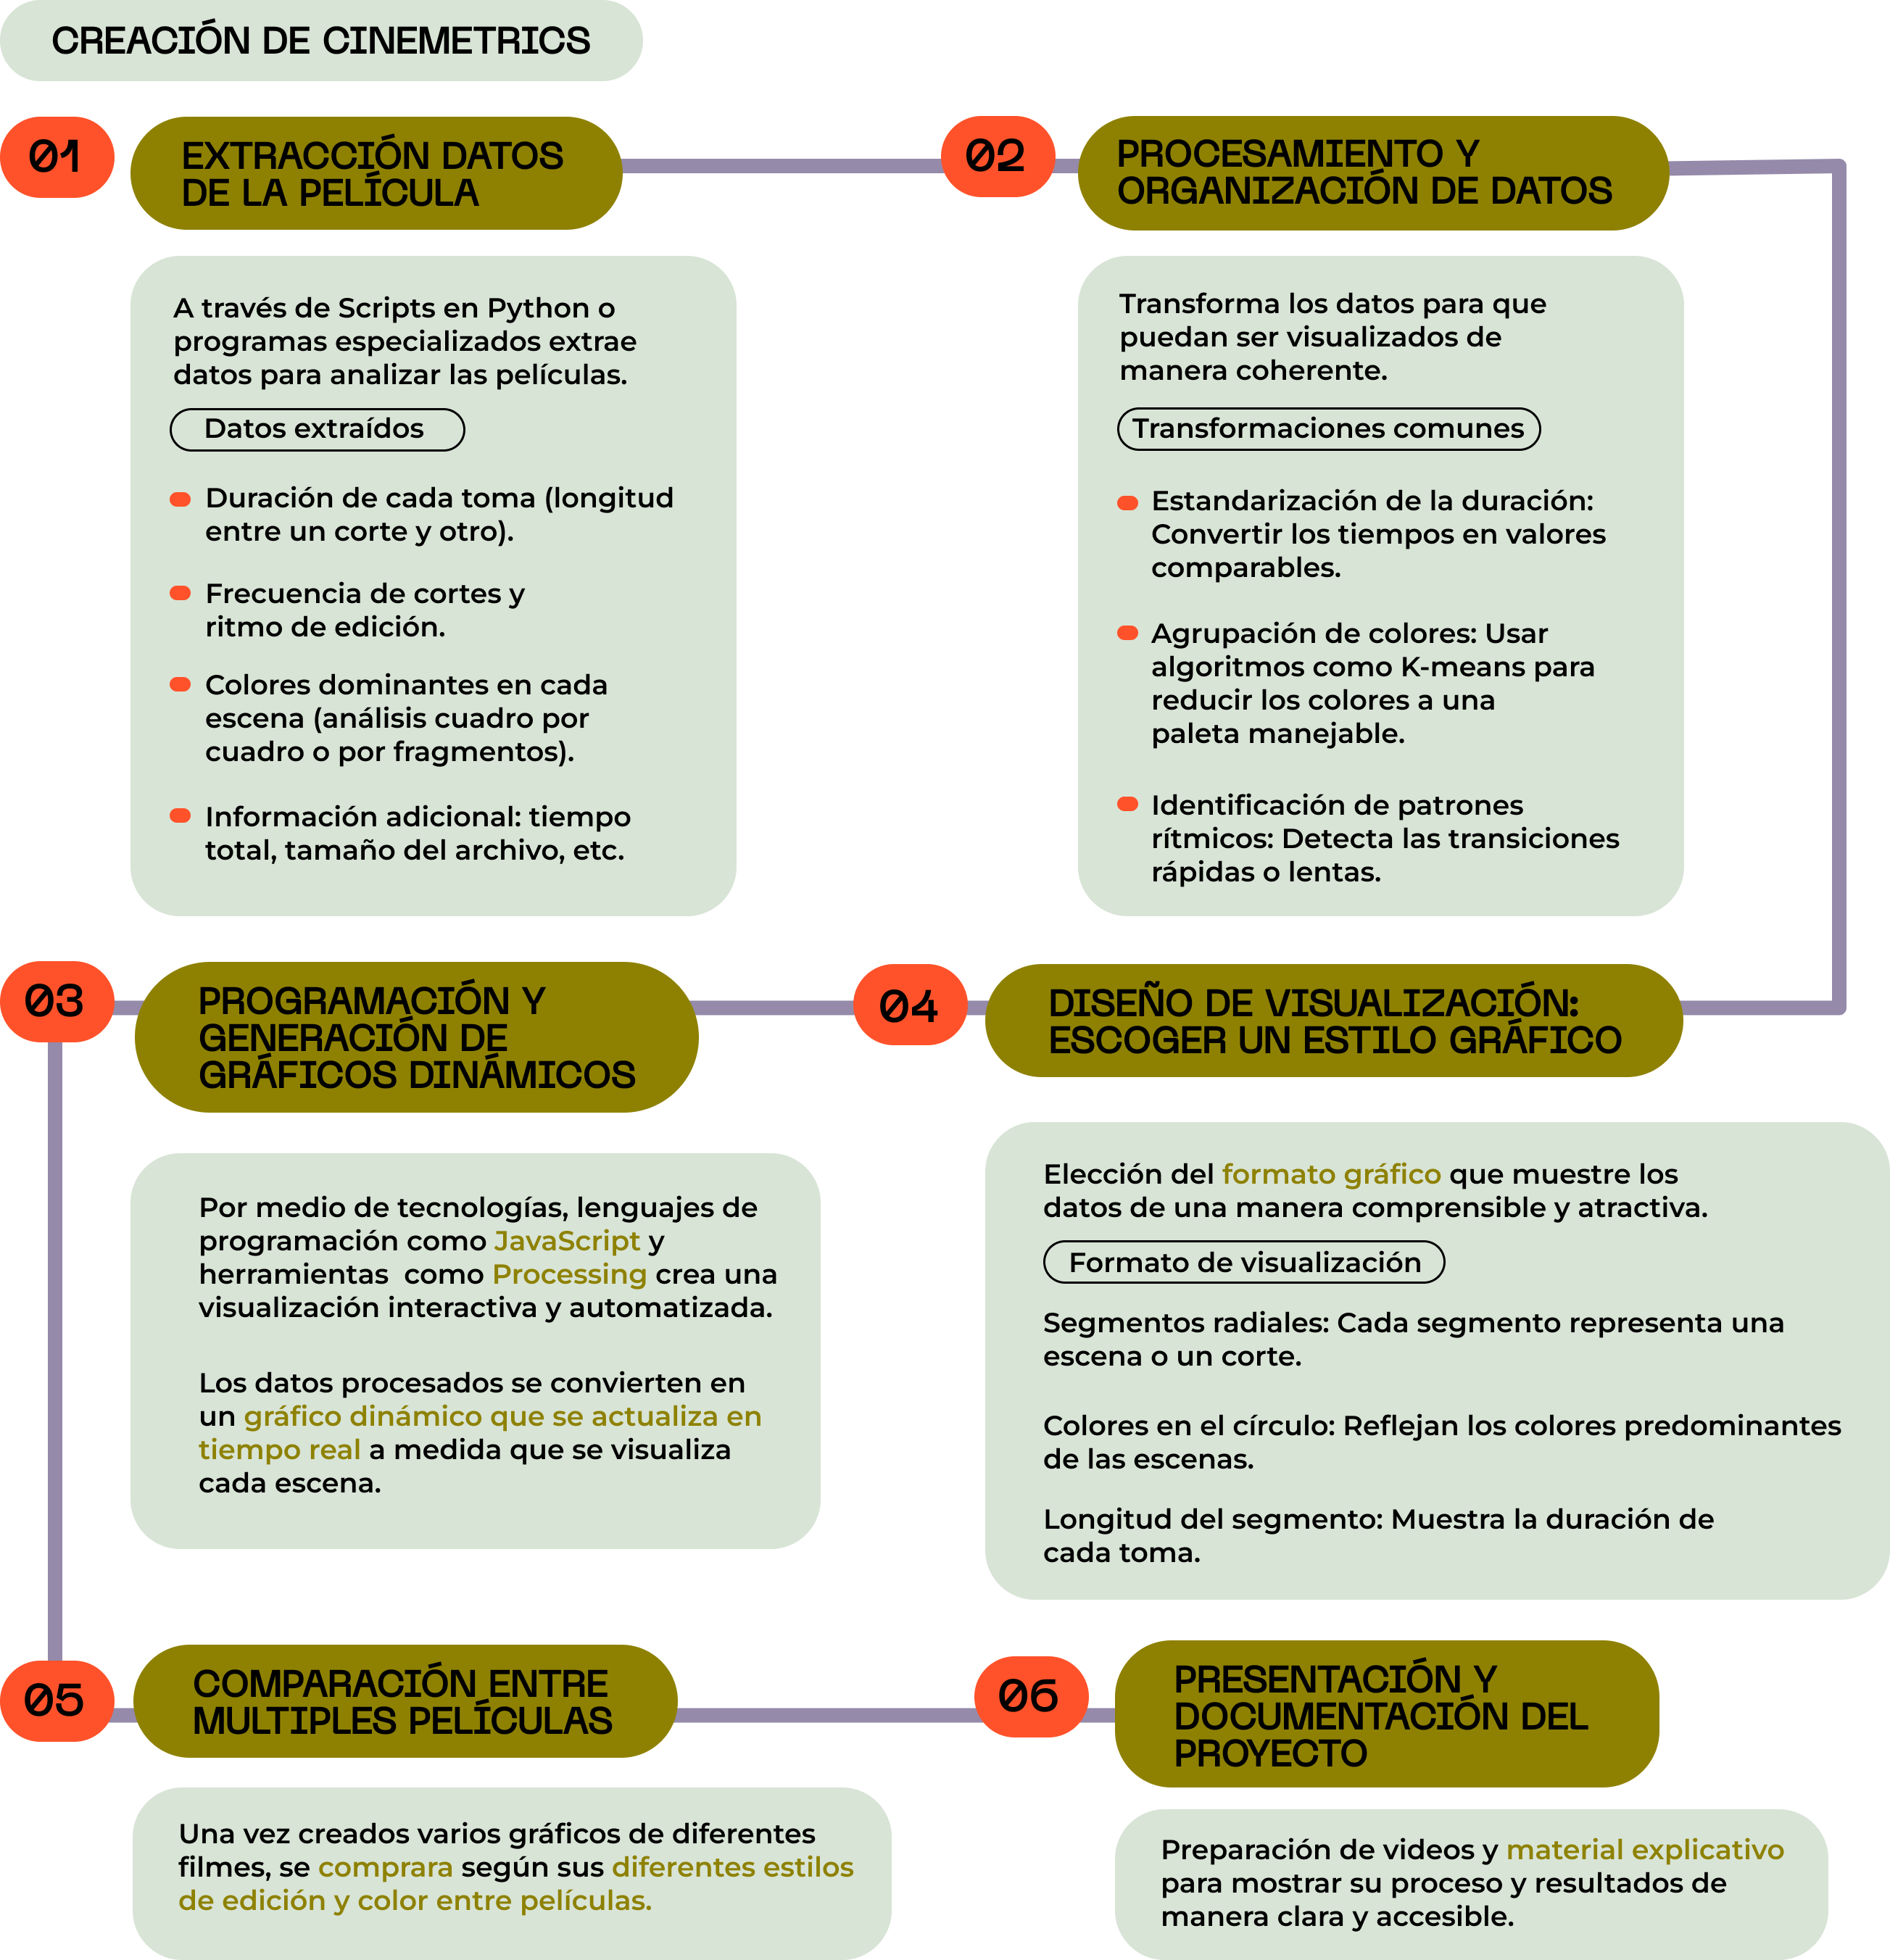 CREACIÓN DE CINEMETRICS
01
EXTRACCIÓN DATOS
DE LA PELÍCULA
A través de Scripts en Python o
programas especializados extrae
datos para analizar las películas.
Datos extraídos
Duración de cada toma (longitud
entre un corte y otro).
Frecuencia de cortes y
ritmo de edición.
Colores dominantes en cada
escena (análisis cuadro por
cuadro o por fragmentos).
Información adicional: tiempo
total, tamaño del archivo, etc.
02
PROCESAMIENTO Y
ORGANIZACIÓN DE DATOS
Transforma los datos para que
puedan ser visualizados de
manera coherente.
Transformaciones comunes
Estandarización de la duración:
Convertir los tiempos en valores
comparables.
Agrupación de colores: Usar
algoritmos como K-means para
reducir los colores a una
paleta manejable.
Identificación de patrones
rítmicos: Detecta las transiciones
rápidas o lentas.
03
PROGRAMACIÓN Y
GENERACIÓN DE
GRÁFICOS DINÁMICOS
Por medio de tecnologías, lenguajes de
programación como JavaScript y
herramientas  como Processing crea una
visualización interactiva y automatizada.
Los datos procesados se convierten en
un gráfico dinámico que se actualiza en
tiempo real a medida que se visualiza
cada escena.
04
DISEÑO DE VISUALIZACIÓN:
ESCOGER UN ESTILO GRÁFICO
Elección del formato gráfico que muestre los
datos de una manera comprensible y atractiva.
Formato de visualización
Segmentos radiales: Cada segmento representa una
escena o un corte.
Colores en el círculo: Reflejan los colores predominantes
de las escenas.
Longitud del segmento: Muestra la duración de
cada toma.
05
COMPARACIÓN ENTRE
MULTIPLES PELÍCULAS
Una vez creados varios gráficos de diferentes
filmes, se comprara según sus diferentes estilos
de edición y color entre películas.
06
PRESENTACIÓN Y
DOCUMENTACIÓN DEL
PROYECTO
Preparación de videos y material explicativo
para mostrar su proceso y resultados de
manera clara y accesible.